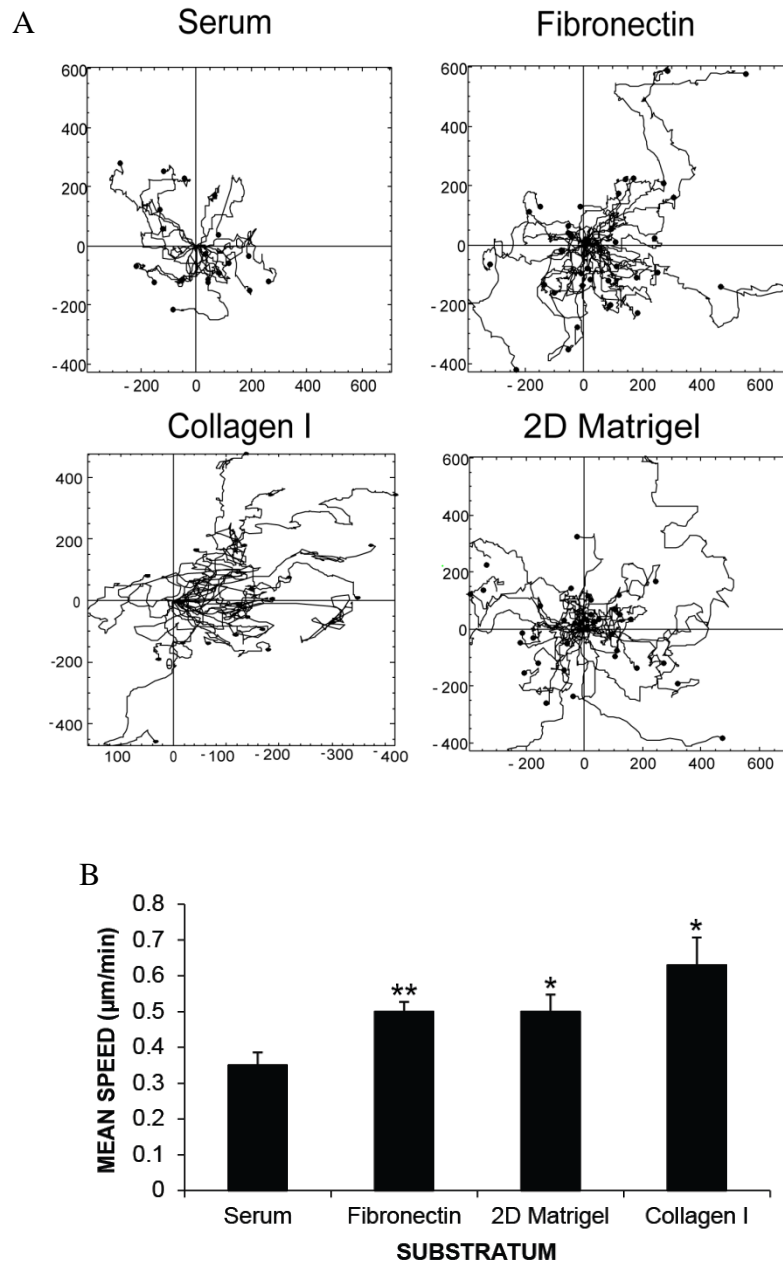 A
Serum
Fibronectin
600
400
200
0
- 200
- 400
- 200 0 200 400 600
600
400
200
0
- 200
- 400
- 200 0 200 400 600
Collagen I
2D Matrigel
400
200
0
- 200
- 400
100 0 -100 - 200 - 300 - 400
600
400
200
0
- 200
- 400
- 200 0 200 400 600
B
MEAN SPEED (µm/min)
0.8
0.7
0.6
0.5
0.4
0.3
0.2
0.1
0
** * *
Serum Fibronectin 2D Matrigel Collagen I
SUBSTRATUM